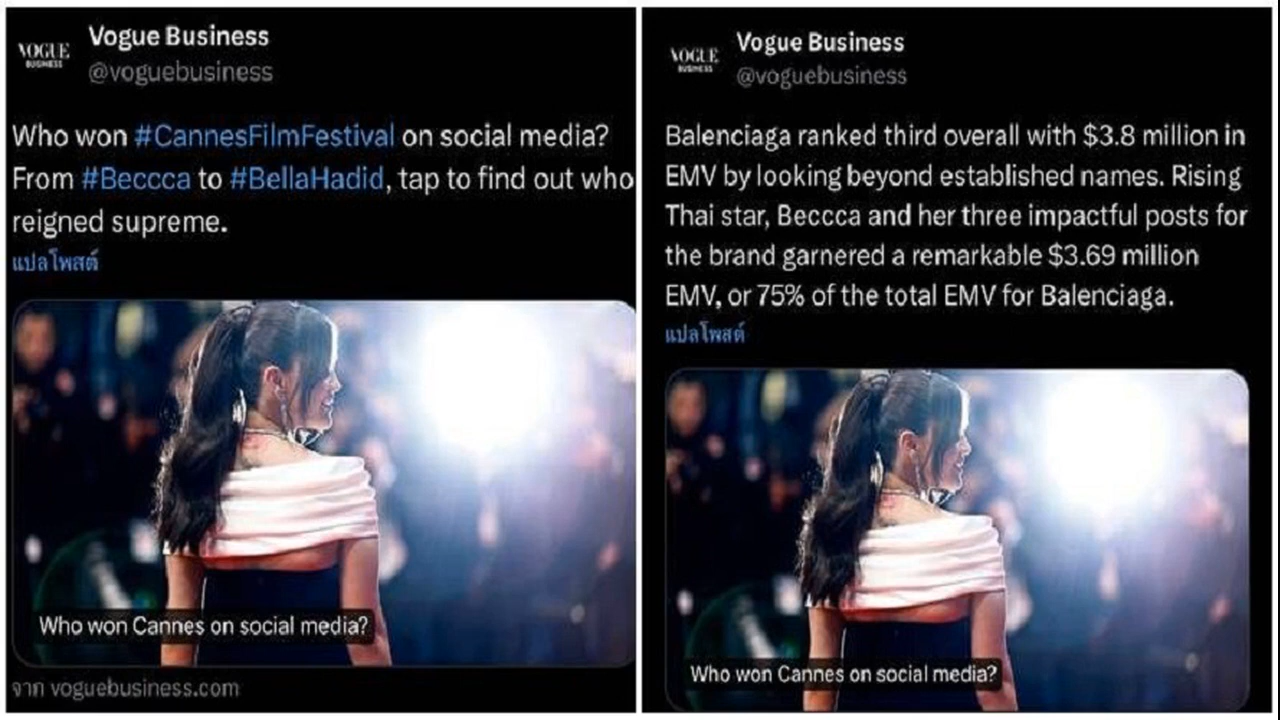 VOGUE
BUSINESS
Vogue Business
@voguebusiness
Who won #CannesFilmFestival on social media?
From #Beccca to #BellaHadid, tap to find out who
reigned supreme.
แปลโพสต์
Who won Cannes on social media?
จาก voguebusiness.com
VOGUE
BUSINESS
Vogue Business
@voguebusiness
Balenciaga ranked third overall with $3.8 million in
EMV by looking beyond established names. Rising
Thai star, Beccca and her three impactful posts for
the brand garnered a remarkable $3.69 million
EMV, or 75% of the total EMV for Balenciaga.
แปลโพสต์
Who won Cannes on social media?